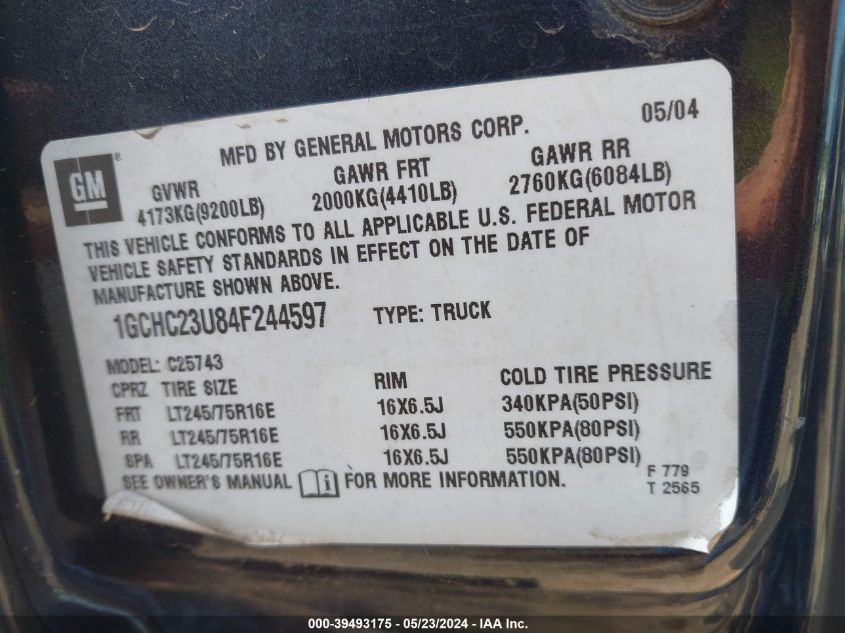 05/04
MFD BY GENERAL MOTORS CORP.
GM ®
GVWR GAWR FRT GAWR RR
4173KG(9200LB) 2000KG(4410LB) 2760KG(6084LB)
THIS VEHICLE CONFORMS TO ALL APPLICABLE U.S. FEDERAL MOTOR
VEHICLE SAFETY STANDARDS IN EFFECT ON THE DATE OF
MANUFACTURE SHOWN ABOVE.
1GCHC23U84F244597 TYPE: TRUCK
MODEL: C25743
CPRZ TIRE SIZE RIM COLD TIRE PRESSURE
FRT LT245/75R16E 16X6.5J 340KPA(50PSI)
RR LT245/75R16E 16X6.5J 550KPA(80PSI)
SPA LT245/75R16E 16X6.5J 550KPA(80PSI)
SEE OWNER'S MANUAL i FOR MORE INFORMATION.
F 779
T 2565
000-39493175 - 05/23/2024 - IAA Inc.